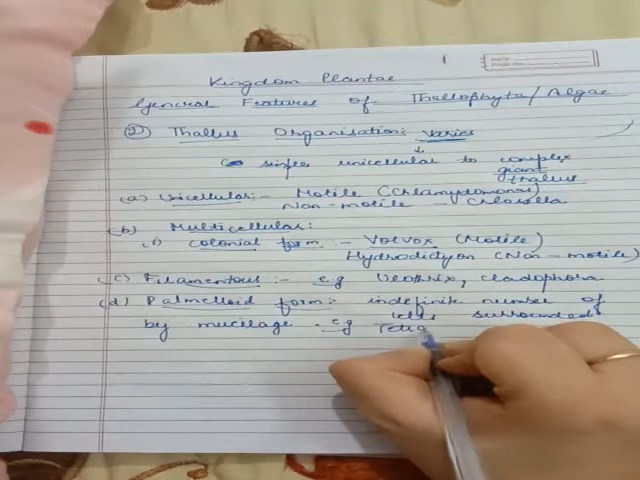 Kingdom Plantae
General Features of Thallophyta/Algae
② Thallus Organisation: varies
↓
simple unicellular to complex
giant
thallus
(a) Unicellular:- Motile (Chlamydomonas)
Non-motile - Chlorella
(b) Multicellular:
i) colonial form - Volvox (Motile)
Hydrodictyon (Non-motile)
(c) Filamentous :- e.g Ulothrix, cladophora
(d) Palmelloid form: indefinite number of
cells surrounded
by mucilage. e.g Tetra